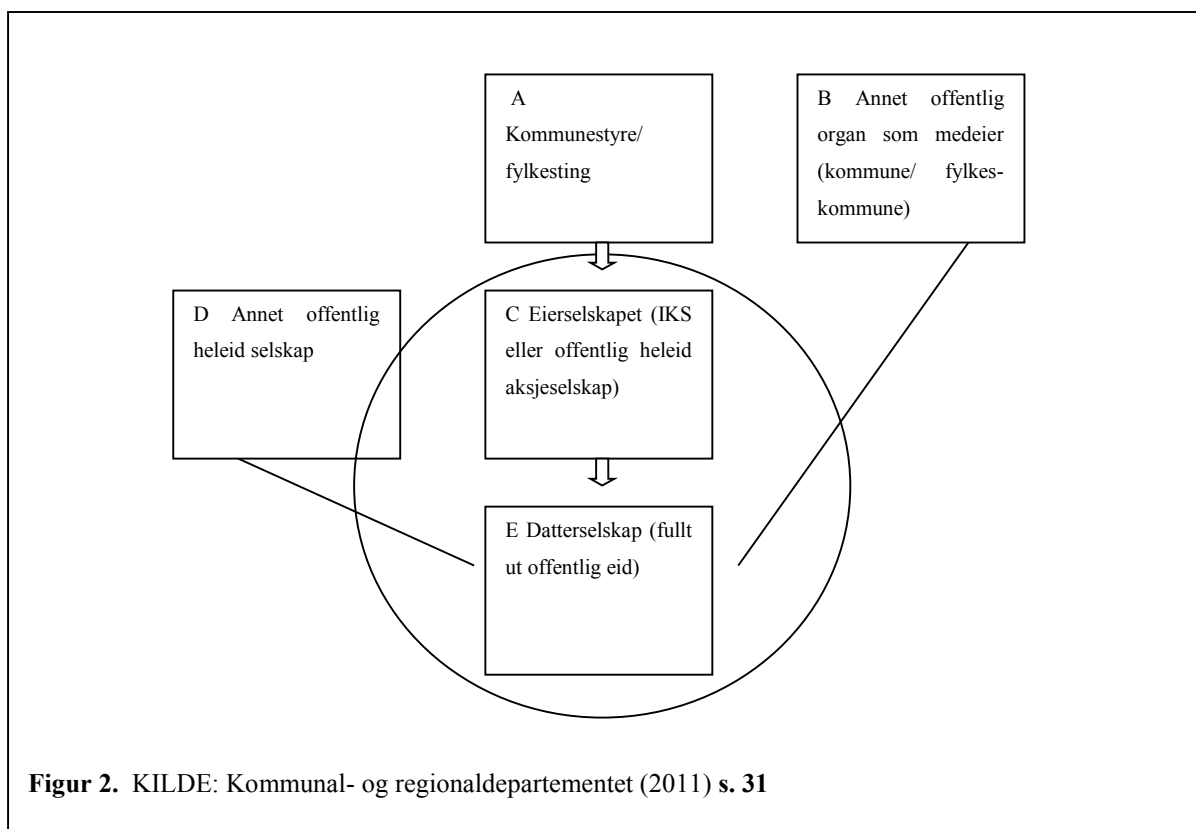 A
Kommunestyre/
fylkesting
B Annet offentlig
organ som medeier
(kommune/ fylkes-
kommune)
D Annet offentlig
heleid selskap
C Eierselskapet (IKS
eller offentlig heleid
aksjeselskap)
E Datterselskap (fullt
ut offentlig eid)
Figur 2. KILDE: Kommunal- og regionaldepartementet (2011) s. 31